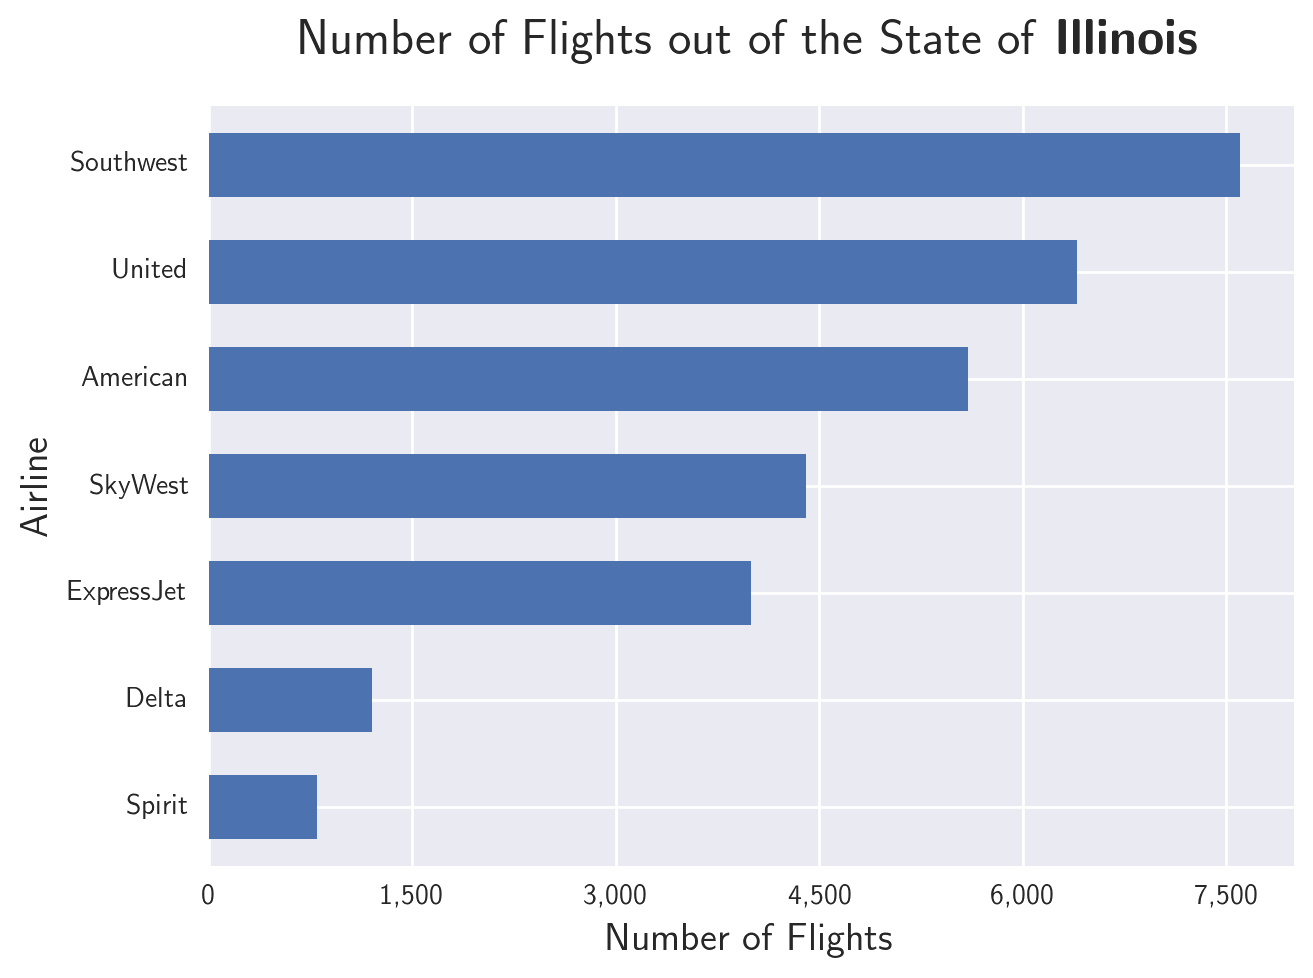 Number of Flights out of the State of Illinois
Southwest
United
American
SkyWest
ExpressJet
Delta
Spirit
Airline
0 1,500 3,000 4,500 6,000 7,500
Number of Flights